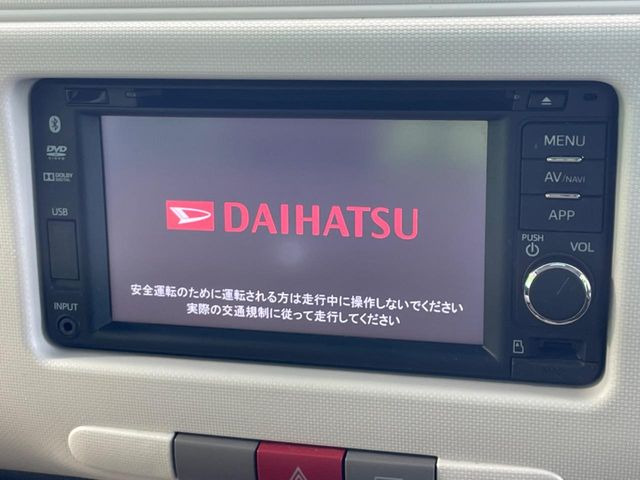 DVD
VIDEO
DOLBY
DIGITAL
USB
INPUT
DAIHATSU
安全運転のために運転される方は走行中に操作しないでください
実際の交通規制に従って走行してください
MENU
AV/NAVI
APP
PUSH
VOL